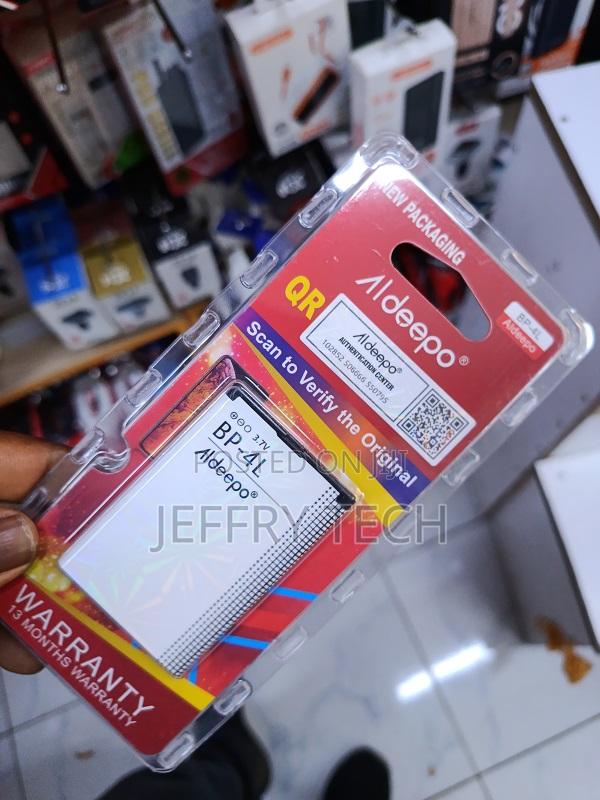 NEW PACKAGING
BP-4L
Aldeepo
QR
Aldeepo®
Aldeepo®
AUTHENTICATION CENTER
102852 506666 550795
Scan to Verify the Original
3.7V
BP-4L
Aldeepo®
POSTED ON JIJI
JEFFRY TECH
WARRANTY
13 MONTHS WARRANTY